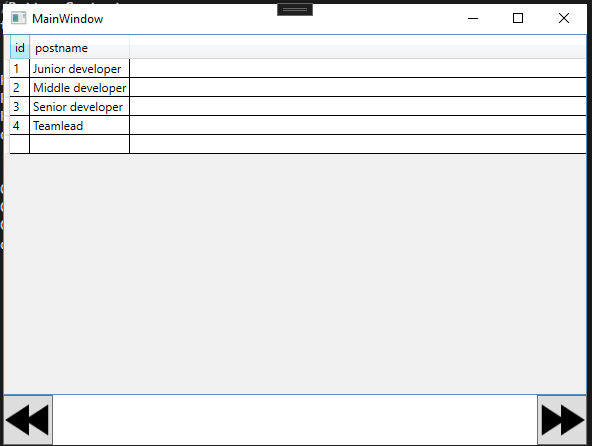 MainWindow
id postname
1 Junior developer
2 Middle developer
3 Senior developer
4 Teamlead